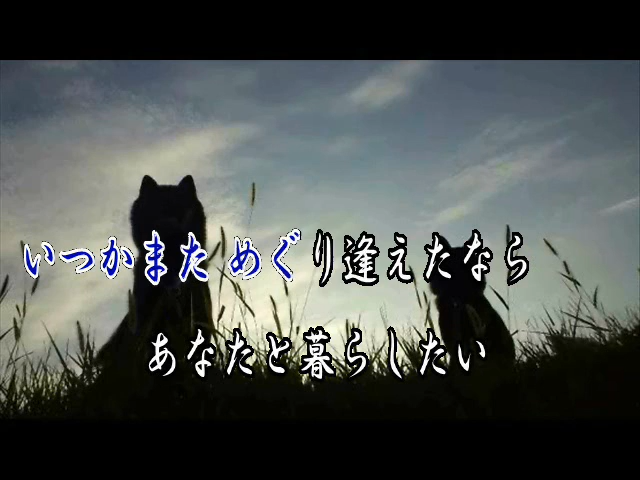 いつかまた めぐり逢えたなら
あなたと暮らしたい